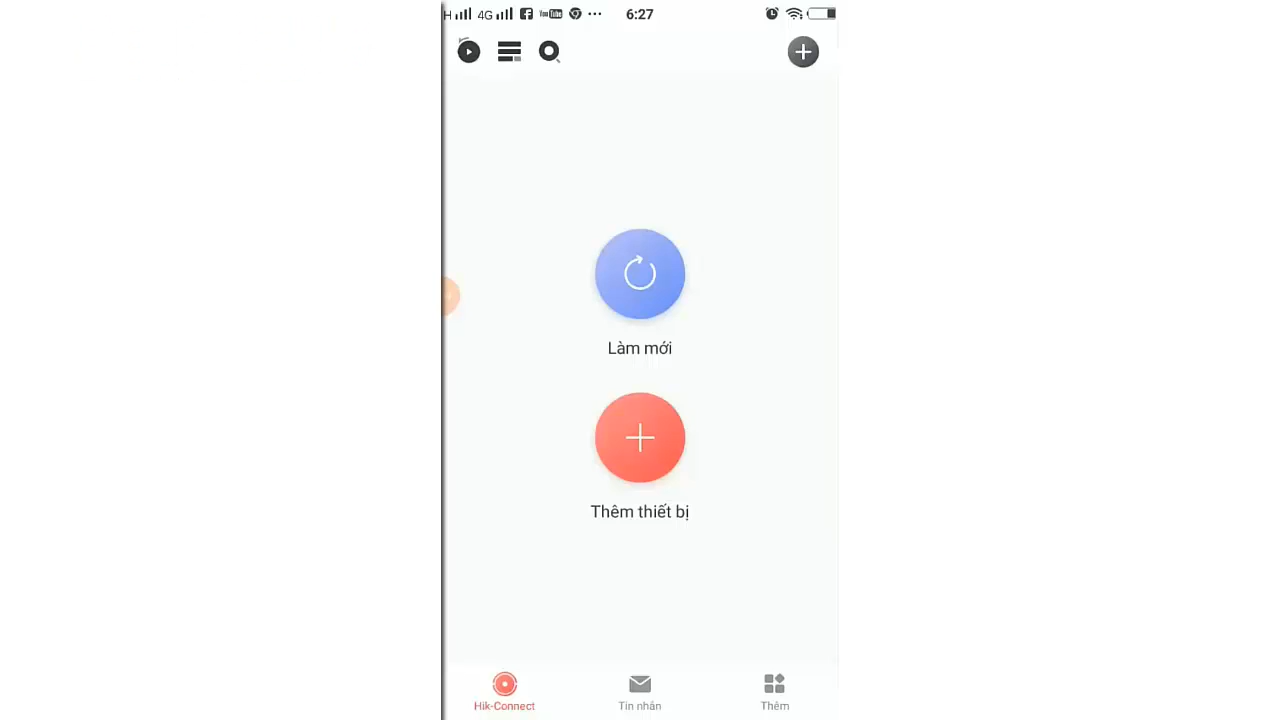 H 4G 6:27
Làm mới
Thêm thiết bị
Hik-Connect Tin nhắn Thêm